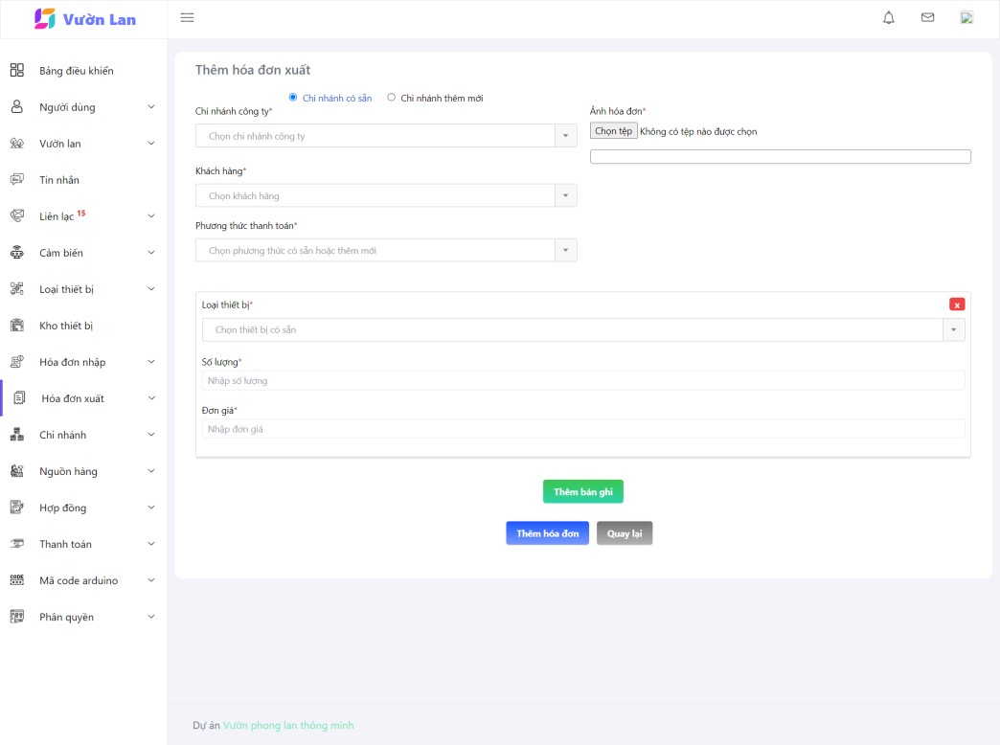 Vườn Lan
Bảng điều khiển
Người dùng
Vườn lan
Tin nhắn
Liên lạc 15
Cảm biến
Loại thiết bị
Kho thiết bị
Hóa đơn nhập
Hóa đơn xuất
Chi nhánh
Nguồn hàng
Hợp đồng
Thanh toán
Mã code arduino
Phân quyền
Thêm hóa đơn xuất
Chi nhánh có sẵn
Chi nhánh thêm mới
Chi nhánh công ty*
Chọn chi nhánh công ty
Ảnh hóa đơn*
Chọn tệp Không có tệp nào được chọn
Khách hàng*
Chọn khách hàng
Phương thức thanh toán*
Chọn phương thức có sẵn hoặc thêm mới
Loại thiết bị*
x
Chọn thiết bị có sẵn
Số lượng*
Nhập số lượng
Đơn giá*
Nhập đơn giá
Thêm bản ghi
Thêm hóa đơn
Quay lại
Dự án Vườn phong lan thông minh